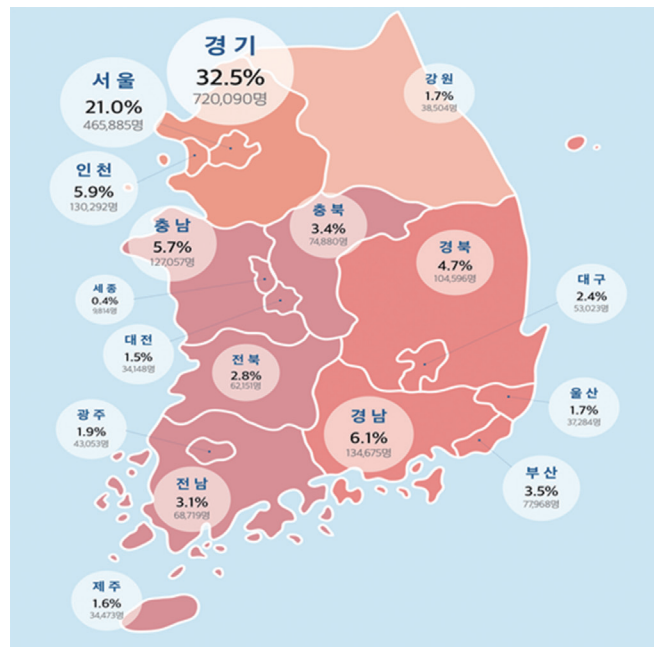 경기
32.5%
720,090명
서울
21.0%
465,885명
강원
1.7%
38,504명
인천
5.9%
130,292명
충북
3.4%
74,880명
충남
5.7%
127,057명
경북
4.7%
104,596명
세종
0.4%
9,814명
대구
2.4%
53,023명
대전
1.5%
34,148명
전북
2.8%
62,151명
울산
1.7%
37,284명
광주
1.9%
43,053명
경남
6.1%
134,675명
부산
3.5%
77,968명
전남
3.1%
68,719명
제주
1.6%
34,473명